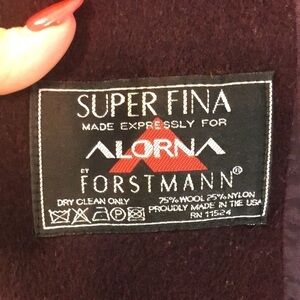 SUPER FINA
MADE EXPRESSLY FOR
ALORNA
ET
FORSTMANN®
DRY CLEAN ONLY 75% WOOL 25% NYLON
PROUDLY MADE IN THE USA
RN 11524